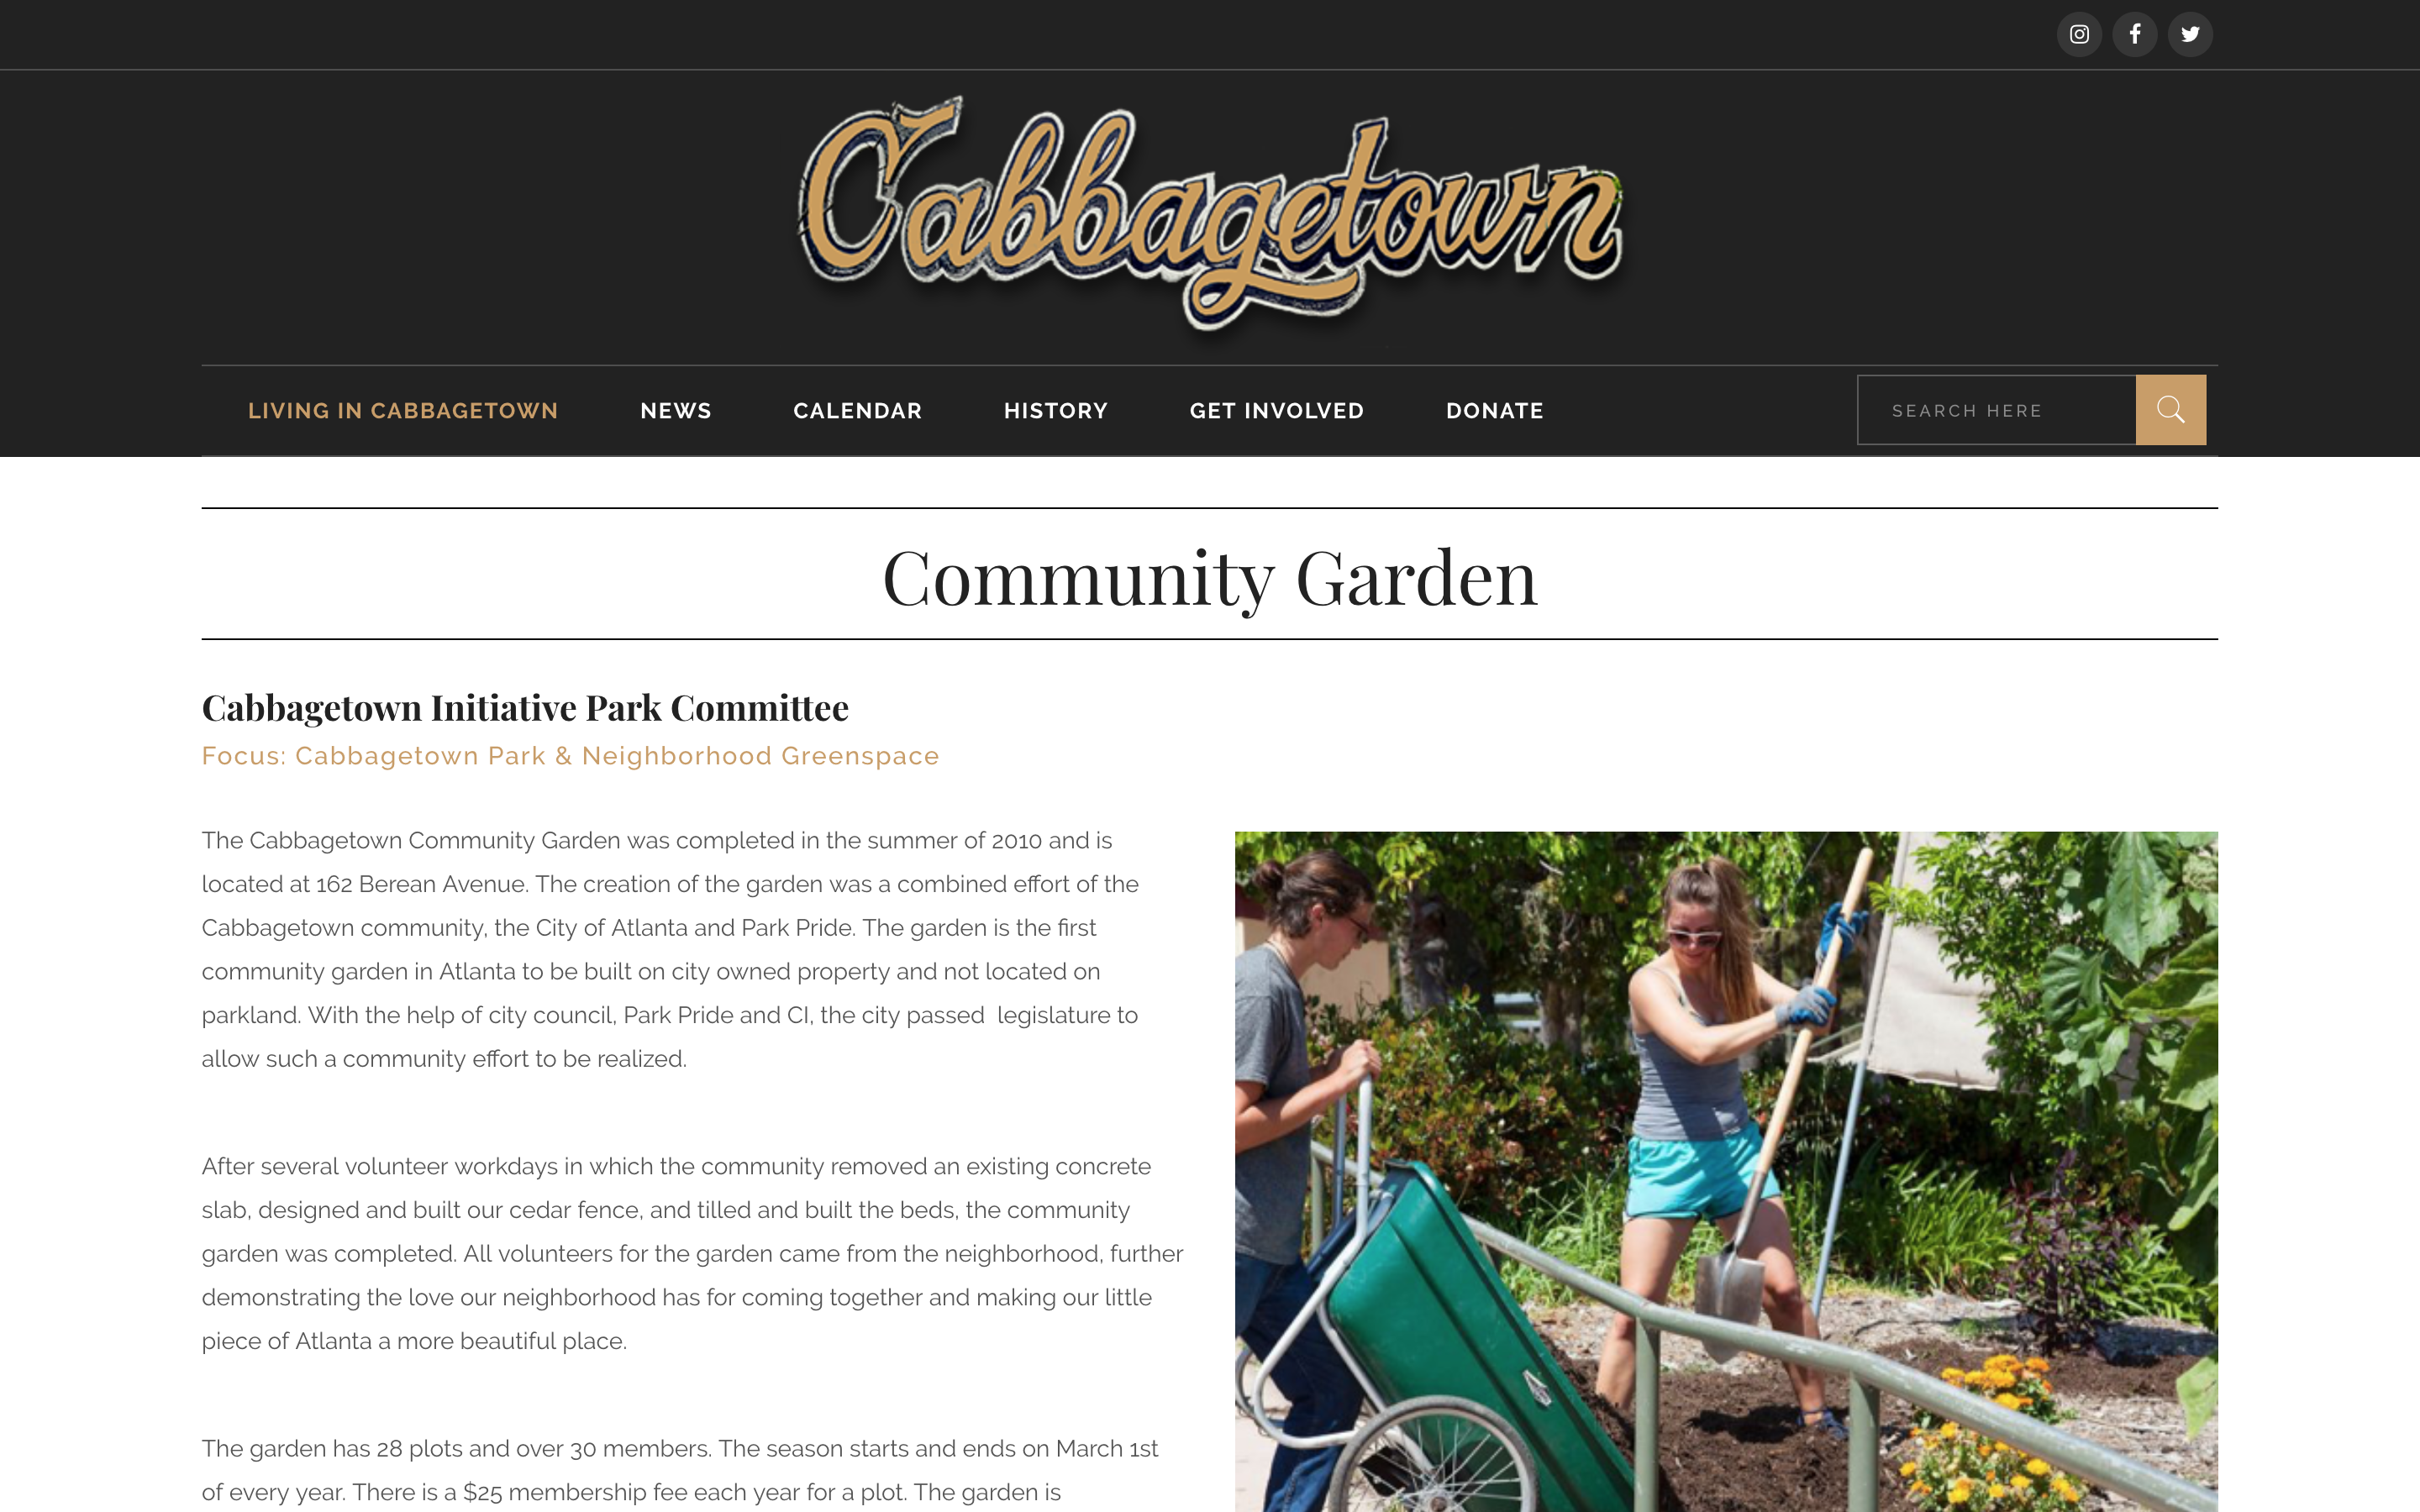 Cabbagetown
LIVING IN CABBAGETOWN
NEWS
CALENDAR
HISTORY
GET INVOLVED
DONATE
SEARCH HERE
Community Garden
Cabbagetown Initiative Park Committee
Focus: Cabbagetown Park & Neighborhood Greenspace
The Cabbagetown Community Garden was completed in the summer of 2010 and is
located at 162 Berean Avenue. The creation of the garden was a combined effort of the
Cabbagetown community, the City of Atlanta and Park Pride. The garden is the first
community garden in Atlanta to be built on city owned property and not located on
parkland. With the help of city council, Park Pride and CI, the city passed  legislature to
allow such a community effort to be realized.
After several volunteer workdays in which the community removed an existing concrete
slab, designed and built our cedar fence, and tilled and built the beds, the community
garden was completed. All volunteers for the garden came from the neighborhood, further
demonstrating the love our neighborhood has for coming together and making our little
piece of Atlanta a more beautiful place.
The garden has 28 plots and over 30 members. The season starts and ends on March 1st
of every year. There is a $25 membership fee each year for a plot. The garden is